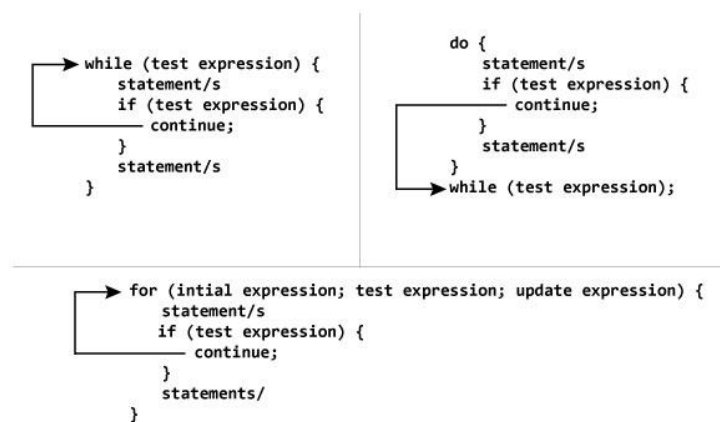 while (test expression) {
statement/s
if (test expression) {
continue;
}
statement/s
}
do {
statement/s
if (test expression) {
continue;
}
statement/s
}
while (test expression);
for (intial expression; test expression; update expression) {
statement/s
if (test expression) {
continue;
}
statements/
}